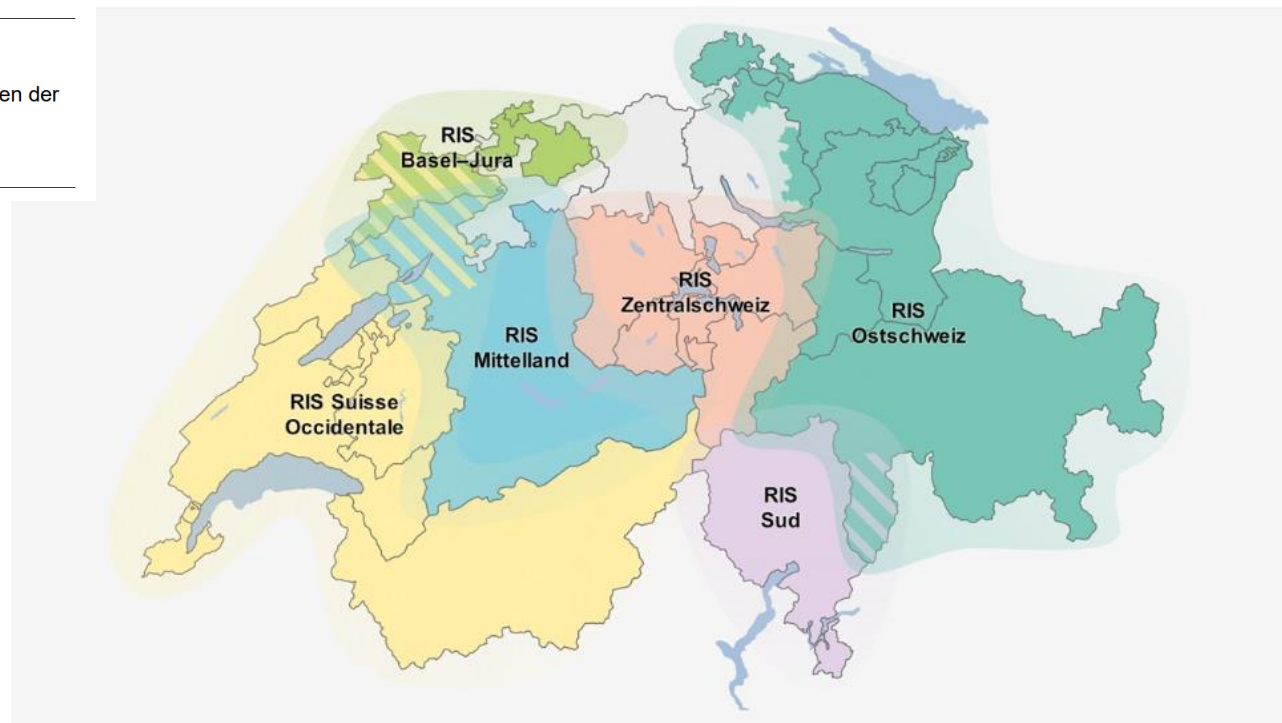 en der
RIS
Basel–Jura
RIS
Zentralschweiz
RIS
Ostschweiz
RIS
Mittelland
RIS Suisse
Occidentale
RIS
Sud